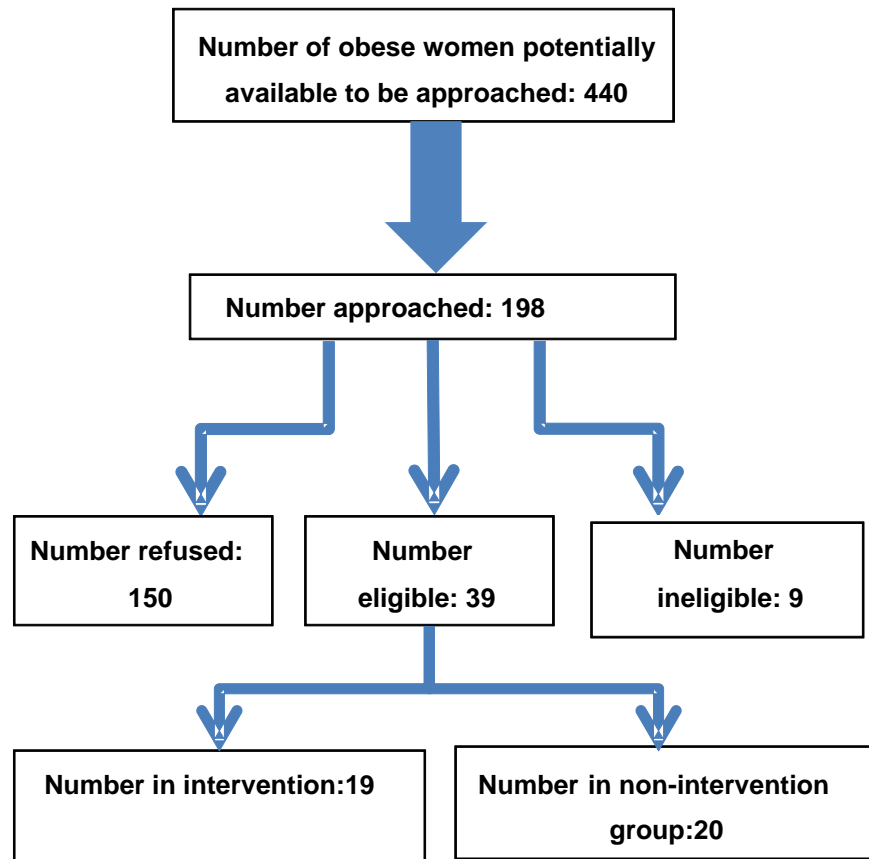 Number of obese women potentially
available to be approached: 440
Number approached: 198
Number refused:
150
Number
eligible: 39
Number
ineligible: 9
Number in intervention:19
Number in non-intervention
group:20